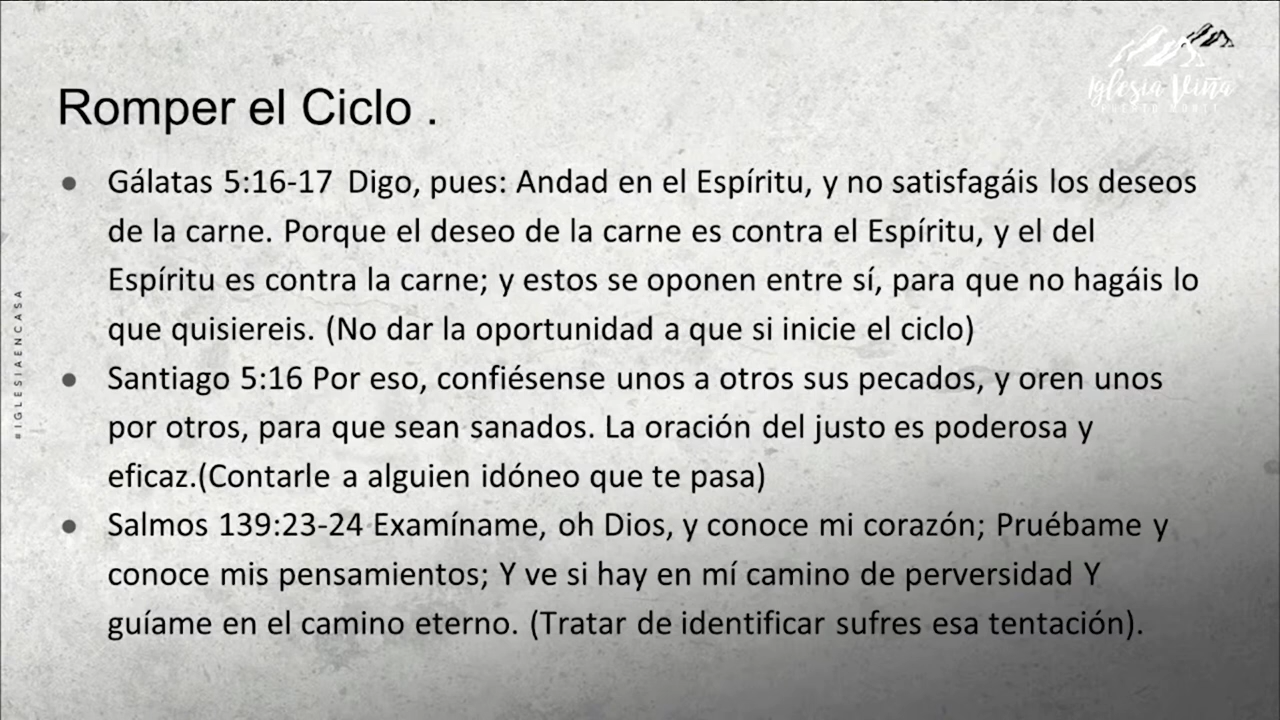 Iglesia Viña
Romper el Ciclo .
● Gálatas 5:16-17 Digo, pues: Andad en el Espíritu, y no satisfagáis los deseos
de la carne. Porque el deseo de la carne es contra el Espíritu, y el del
Espíritu es contra la carne; y estos se oponen entre sí, para que no hagáis lo
que quisiereis. (No dar la oportunidad a que si inicie el ciclo)
● Santiago 5:16 Por eso, confiésense unos a otros sus pecados, y oren unos
por otros, para que sean sanados. La oración del justo es poderosa y
eficaz.(Contarle a alguien idóneo que te pasa)
● Salmos 139:23-24 Examíname, oh Dios, y conoce mi corazón; Pruébame y
conoce mis pensamientos; Y ve si hay en mí camino de perversidad Y
guíame en el camino eterno. (Tratar de identificar sufres esa tentación).
#IGLESIAENCASA